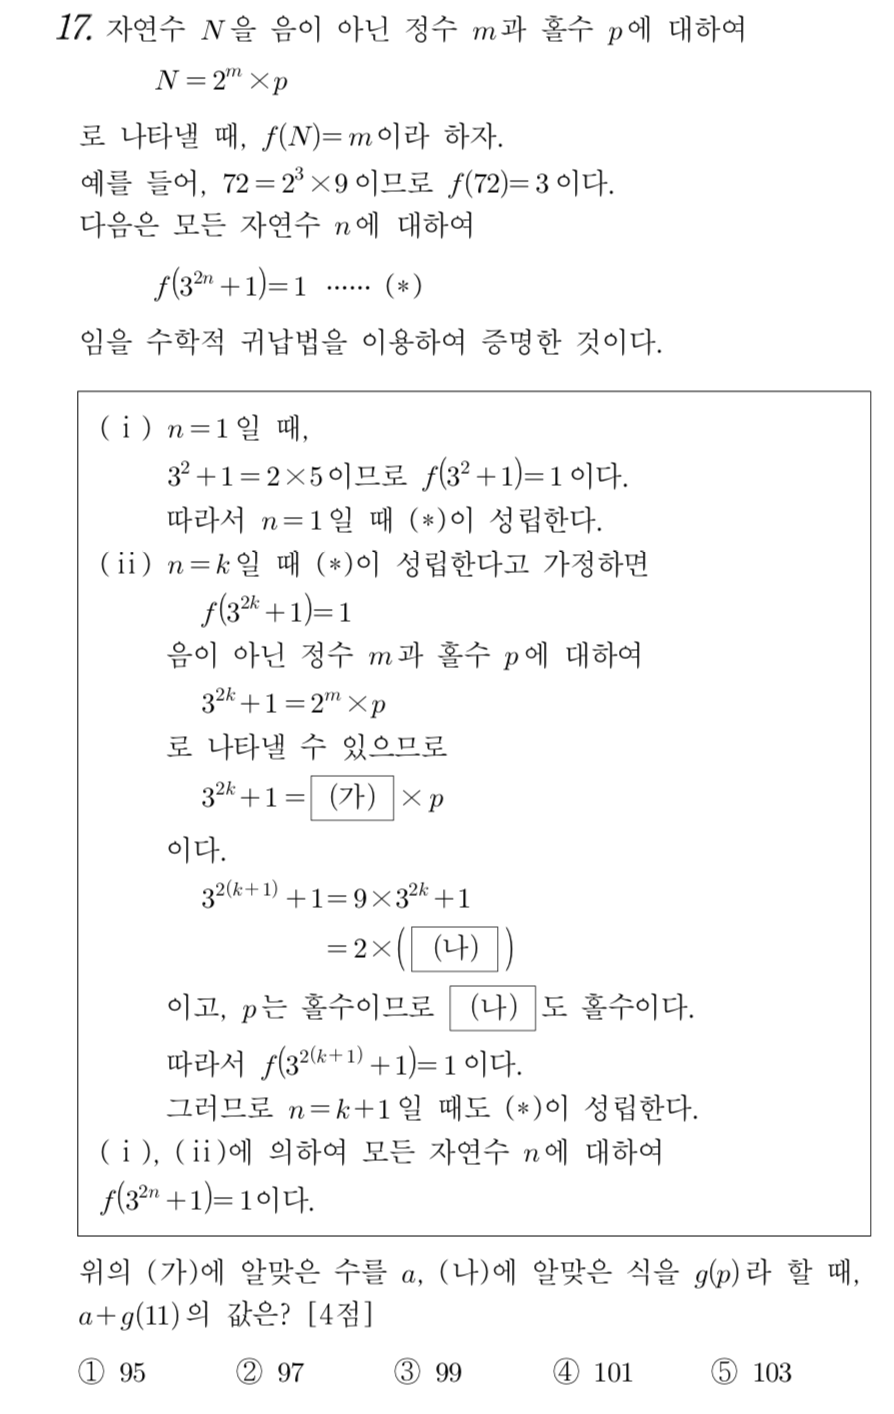 17. 자연수 N을 음이 아닌 정수 m과 홀수 p에 대하여
N=2^m×p
로 나타낼 때, f(N)=m이라 하자.
예를 들어, 72=2³×9이므로 f(72)=3이다.
다음은 모든 자연수 n에 대하여
f(3^{2n}+1)=1 …… (*)
임을 수학적 귀납법을 이용하여 증명한 것이다.
(ⅰ) n=1일 때,
3²+1=2×5이므로 f(3²+1)=1이다.
따라서 n=1일 때 (*)이 성립한다.
(ⅱ) n=k일 때 (*)이 성립한다고 가정하면
f(3^{2k}+1)=1
음이 아닌 정수 m과 홀수 p에 대하여
3^{2k}+1=2^m×p
로 나타낼 수 있으므로
3^{2k}+1= (가) ×p
이다.
3^{2(k+1)}+1=9×3^{2k}+1
=2×( (나) )
이고, p는 홀수이므로 (나) 도 홀수이다.
따라서 f(3^{2(k+1)}+1)=1이다.
그러므로 n=k+1일 때도 (*)이 성립한다.
(ⅰ), (ⅱ)에 의하여 모든 자연수 n에 대하여
f(3^{2n}+1)=1이다.
위의 (가)에 알맞은 수를 a, (나)에 알맞은 식을 g(p)라 할 때,
a+g(11)의 값은? [4점]
① 95 ② 97 ③ 99 ④ 101 ⑤ 103